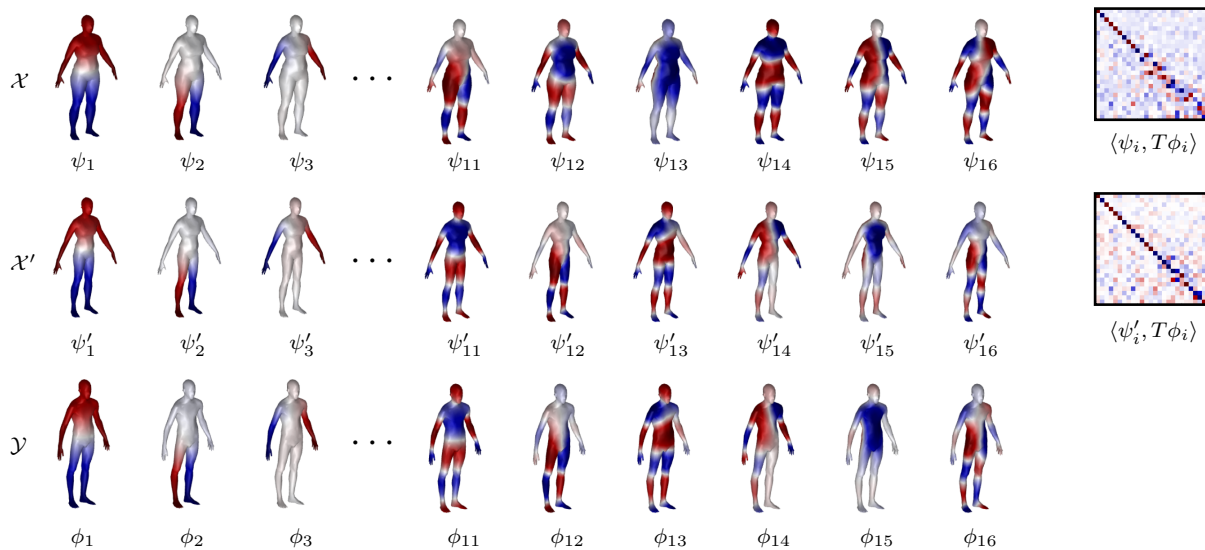 𝒳 · · ·
ψ₁ ψ₂ ψ₃ ψ₁₁ ψ₁₂ ψ₁₃ ψ₁₄ ψ₁₅ ψ₁₆ ⟨ψᵢ, Tϕᵢ⟩
𝒳′ · · ·
ψ′₁ ψ′₂ ψ′₃ ψ′₁₁ ψ′₁₂ ψ′₁₃ ψ′₁₄ ψ′₁₅ ψ′₁₆ ⟨ψ′ᵢ, Tϕᵢ⟩
𝒴 · · ·
ϕ₁ ϕ₂ ϕ₃ ϕ₁₁ ϕ₁₂ ϕ₁₃ ϕ₁₄ ϕ₁₅ ϕ₁₆